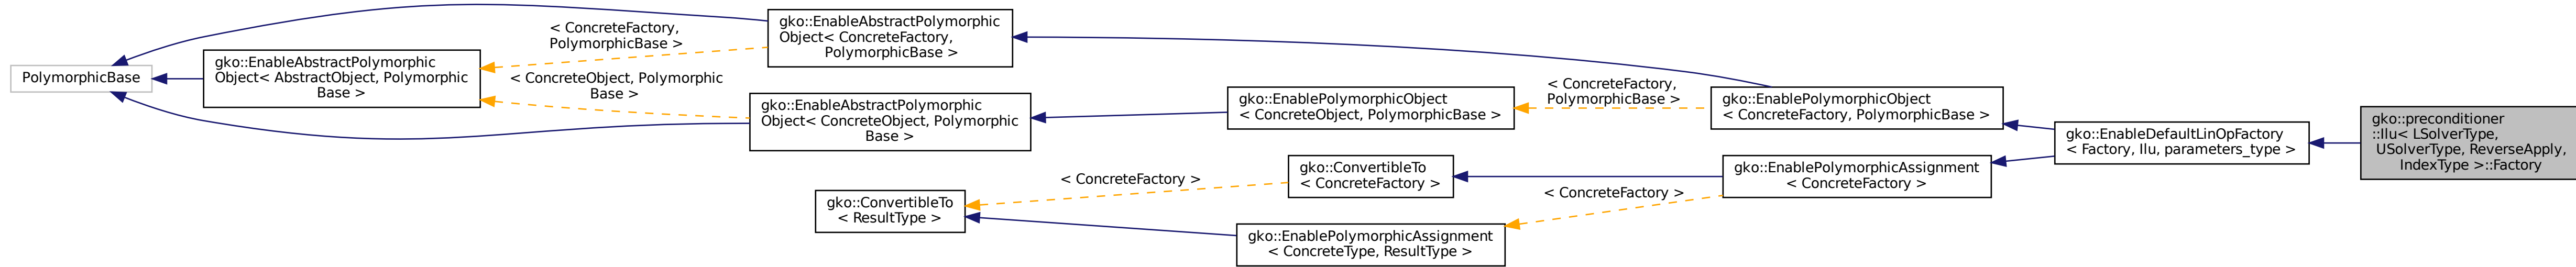 PolymorphicBase
gko::EnableAbstractPolymorphic
Object< AbstractObject, Polymorphic
Base >
< ConcreteFactory,
PolymorphicBase >
< ConcreteObject, Polymorphic
Base >
gko::EnableAbstractPolymorphic
Object< ConcreteFactory,
PolymorphicBase >
gko::EnableAbstractPolymorphic
Object< ConcreteObject, Polymorphic
Base >
gko::ConvertibleTo
< ResultType >
< ConcreteFactory >
gko::EnablePolymorphicObject
< ConcreteObject, PolymorphicBase >
gko::ConvertibleTo
< ConcreteFactory >
gko::EnablePolymorphicAssignment
< ConcreteType, ResultType >
< ConcreteFactory,
PolymorphicBase >
< ConcreteFactory >
gko::EnablePolymorphicObject
< ConcreteFactory, PolymorphicBase >
gko::EnablePolymorphicAssignment
< ConcreteFactory >
gko::EnableDefaultLinOpFactory
< Factory, Ilu, parameters_type >
gko::preconditioner
::Ilu< LSolverType,
USolverType, ReverseApply,
IndexType >::Factory